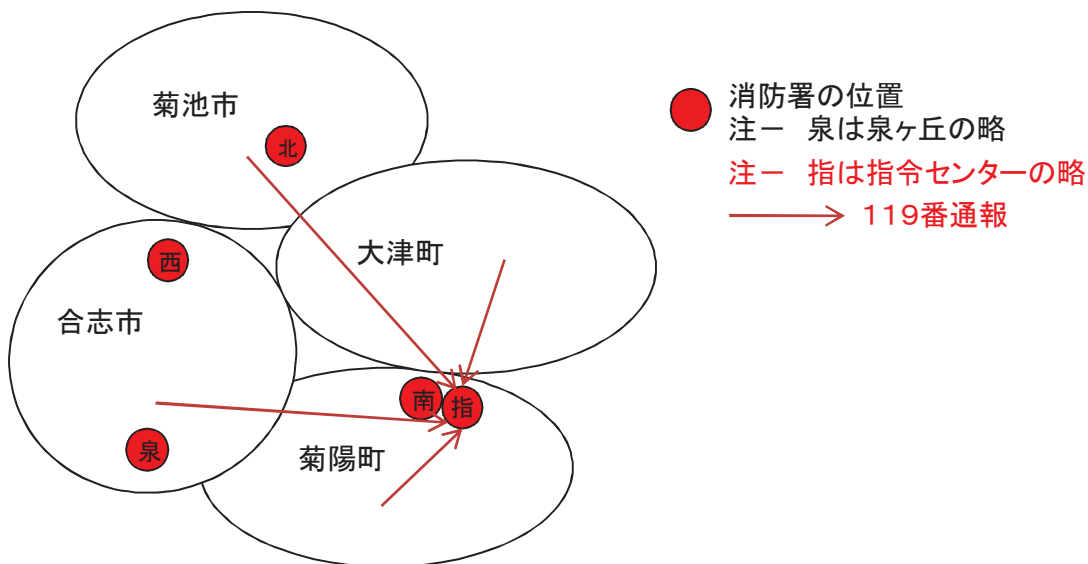 菊池市
北
消防署の位置
注－ 泉は泉ヶ丘の略
注－ 指は指令センターの略
119番通報
大津町
西
合志市
南
指
泉
菊陽町